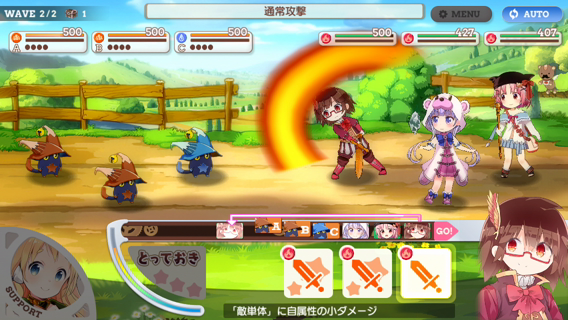 WAVE 2/2 1
通常攻撃
MENU
AUTO
500 500 500
500 427 407
A B C
A B C GO!
SUPPORT
とっておき
「敵単体」に自属性の小ダメージ